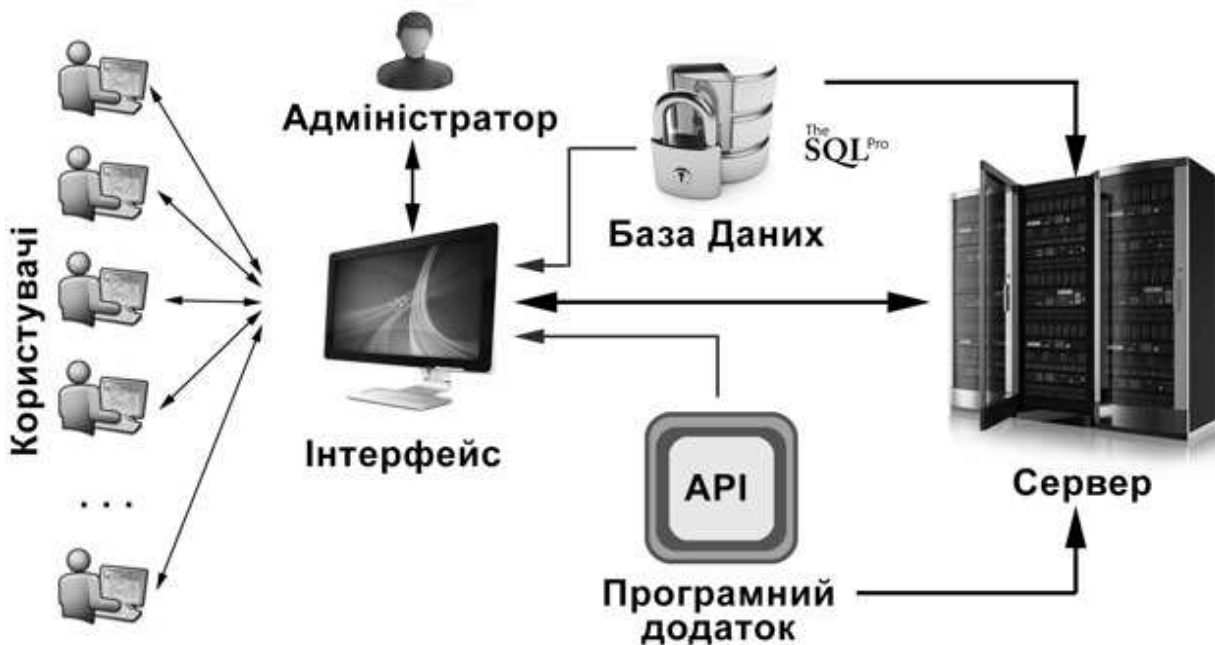 Користувачі
Адміністратор
The
SQL Pro
База Даних
Інтерфейс
. . .
API
Програмний
додаток
Сервер